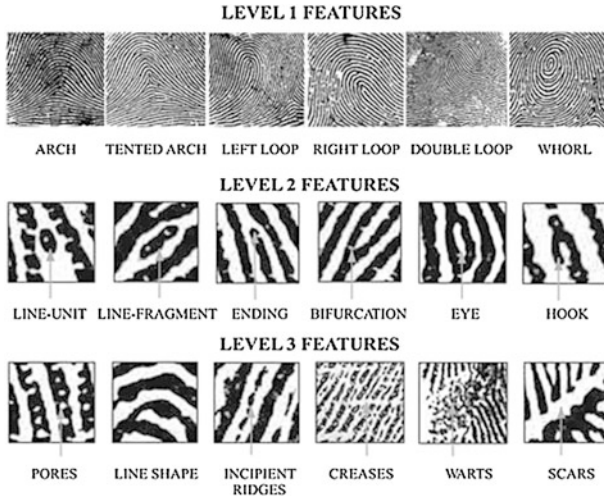 LEVEL 1 FEATURES
ARCH TENTED ARCH LEFT LOOP RIGHT LOOP DOUBLE LOOP WHORL
LEVEL 2 FEATURES
LINE-UNIT LINE-FRAGMENT ENDING BIFURCATION EYE HOOK
LEVEL 3 FEATURES
PORES LINE SHAPE INCIPIENT RIDGES CREASES WARTS SCARS